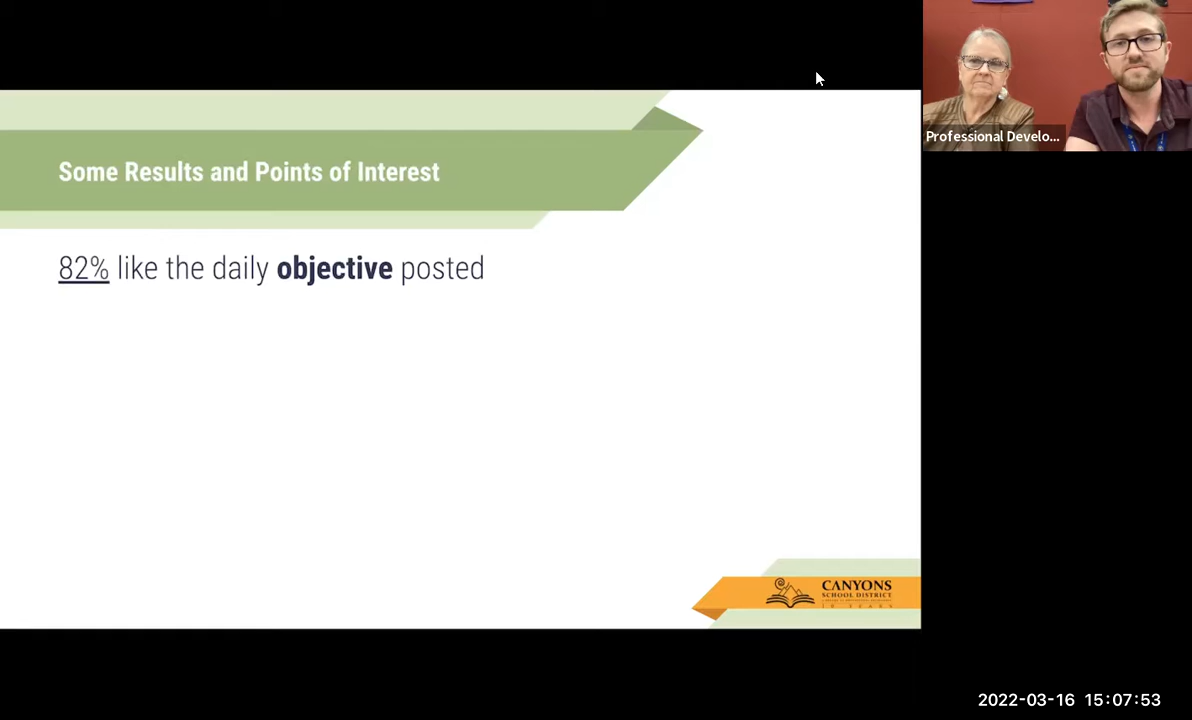 Some Results and Points of Interest
82% like the daily objective posted
Professional Develo...
CANYONS
SCHOOL DISTRICT
2022-03-16 15:07:53